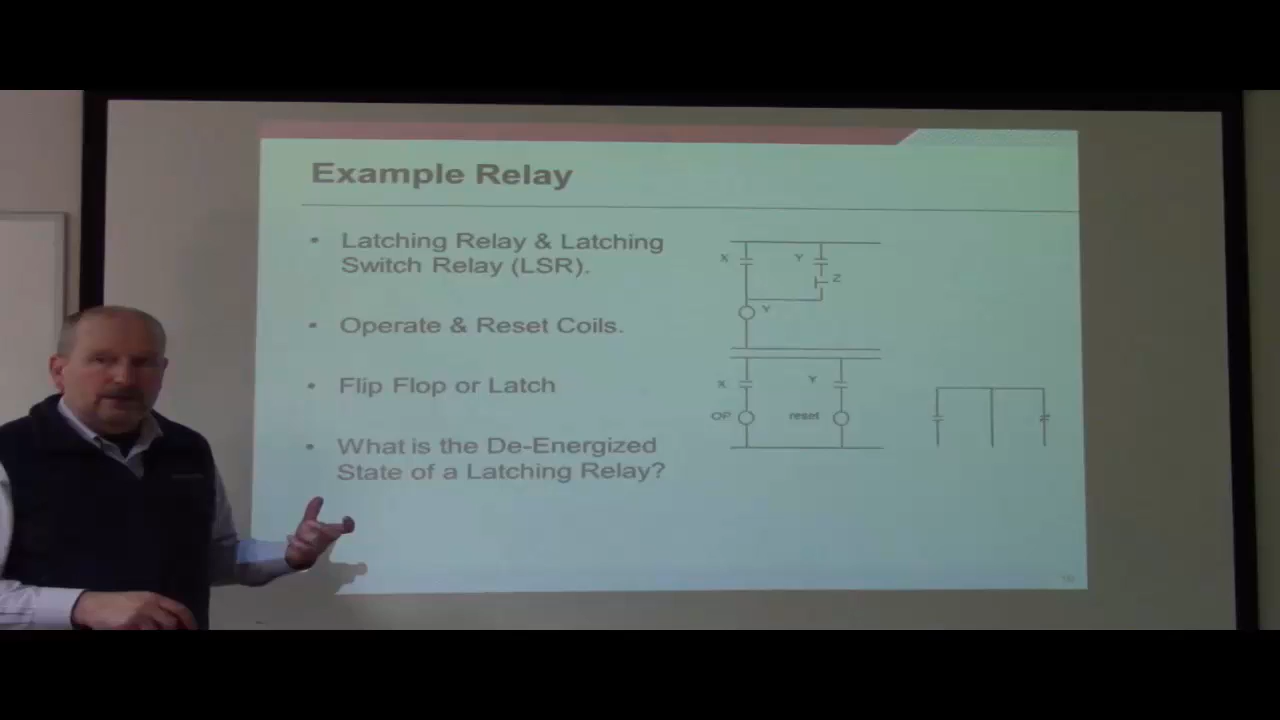 Example Relay
• Latching Relay & Latching
Switch Relay (LSR).
• Operate & Reset Coils.
• Flip Flop or Latch
• What is the De-Energized
State of a Latching Relay?
X Y
Z
Y
X Y
OP reset